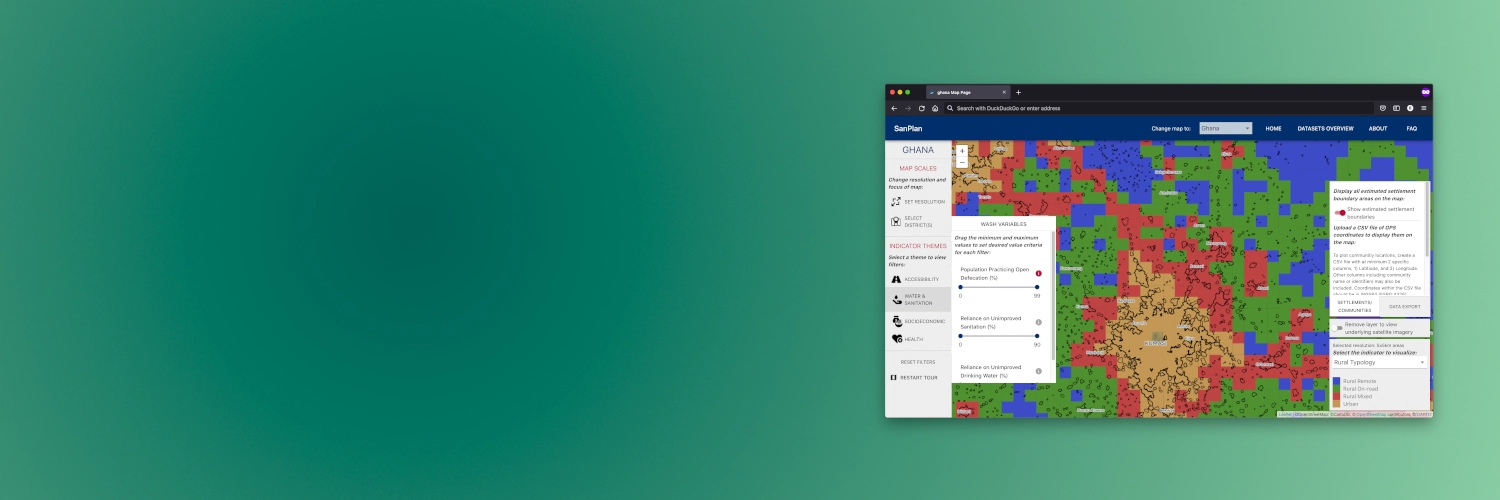 ghana Map Page
Search with DuckDuckGo or enter address
SanPlan
Change map to:
Ghana
HOME
DATASETS OVERVIEW
ABOUT
FAQ
GHANA
MAP SCALES
Change resolution and
focus of map:
SET RESOLUTION
SELECT
DISTRICT(S)
INDICATOR THEMES
Select a theme to view
filters:
ACCESSIBILITY
WATER &
SANITATION
SOCIOECONOMIC
HEALTH
RESET FILTERS
RESTART TOUR
+
−
WASH VARIABLES
Drag the minimum and maximum
values to set desired value criteria
for each filter:
Population Practicing Open
Defecation (%)
0
99
Reliance on Unimproved
Sanitation (%)
0
90
Reliance on Unimproved
Drinking Water (%)
KUMASI
Display all estimated settlement
boundary areas on the map:
Show estimated settlement
boundaries
Upload a CSV file of GPS
coordinates to display them on
the map:
To plot community locations, create a
CSV file with at minimum 2 specific
columns, 1) Latitude, and 2) Longitude.
Other columns including community
name or identifiers may also be
included. Coordinates within the CSV file
SETTLEMENTS/
COMMUNITIES
DATA EXPORT
Remove layer to view
underlying satellite imagery
Selected resolution: 5x5km areas
Select the indicator to visualize:
Rural Typology
Rural Remote
Rural On-road
Rural Mixed
Urban